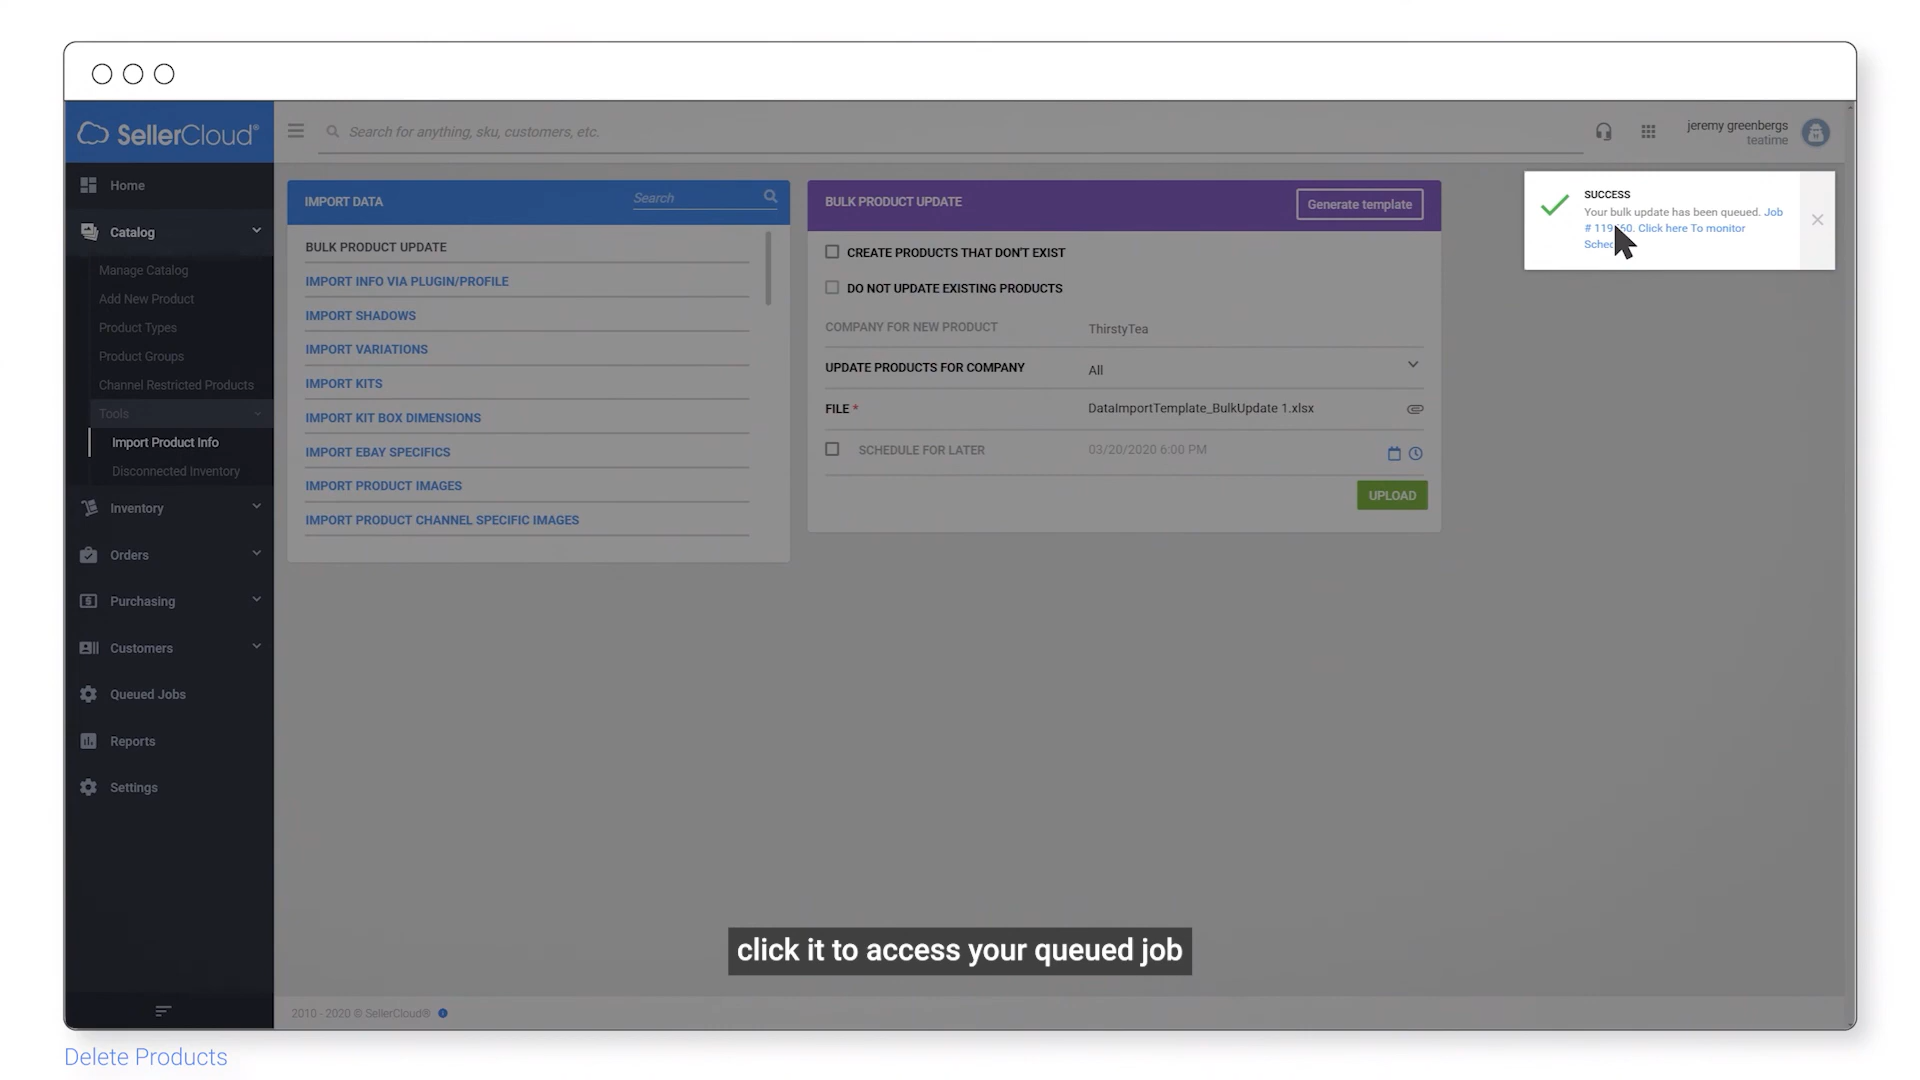 SellerCloud®
Search for anything, sku, customers, etc.
jeremy greenbergs
teatime
Home
Catalog
Manage Catalog
Add New Product
Product Types
Product Groups
Channel Restricted Products
Tools
Import Product Info
Disconnected Inventory
Inventory
Orders
Purchasing
Customers
Queued Jobs
Reports
Settings
IMPORT DATA
Search
BULK PRODUCT UPDATE
IMPORT INFO VIA PLUGIN/PROFILE
IMPORT SHADOWS
IMPORT VARIATIONS
IMPORT KITS
IMPORT KIT BOX DIMENSIONS
IMPORT EBAY SPECIFICS
IMPORT PRODUCT IMAGES
IMPORT PRODUCT CHANNEL SPECIFIC IMAGES
BULK PRODUCT UPDATE
Generate template
CREATE PRODUCTS THAT DON'T EXIST
DO NOT UPDATE EXISTING PRODUCTS
COMPANY FOR NEW PRODUCT ThirstyTea
UPDATE PRODUCTS FOR COMPANY All
FILE * DataImportTemplate_BulkUpdate 1.xlsx
SCHEDULE FOR LATER 03/20/2020 6:00 PM
UPLOAD
SUCCESS
Your bulk update has been queued. Job
# Click here To monitor
click it to access your queued job
2010 - 2020 © SellerCloud®
Delete Products